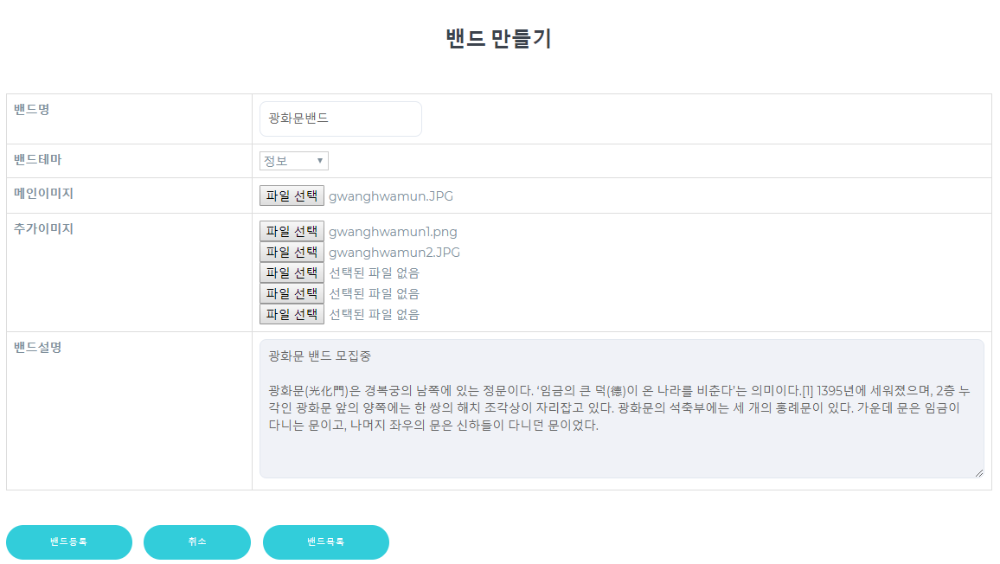 밴드 만들기
밴드명
광화문밴드
밴드테마
정보
메인이미지
파일 선택 gwanghwamun.JPG
추가이미지
파일 선택 gwanghwamun1.png
파일 선택 gwanghwamun2.JPG
파일 선택 선택된 파일 없음
파일 선택 선택된 파일 없음
파일 선택 선택된 파일 없음
밴드설명
광화문 밴드 모집중
광화문(光化門)은 경복궁의 남쪽에 있는 정문이다. ‘임금의 큰 덕(德)이 온 나라를 비춘다’는 의미이다.[1] 1395년에 세워졌으며, 2층 누
각인 광화문 앞의 양쪽에는 한 쌍의 해치 조각상이 자리잡고 있다. 광화문의 석축부에는 세 개의 홍예문이 있다. 가운데 문은 임금이
다니는 문이고, 나머지 좌우의 문은 신하들이 다니던 문이었다.
밴드등록 취소 밴드목록